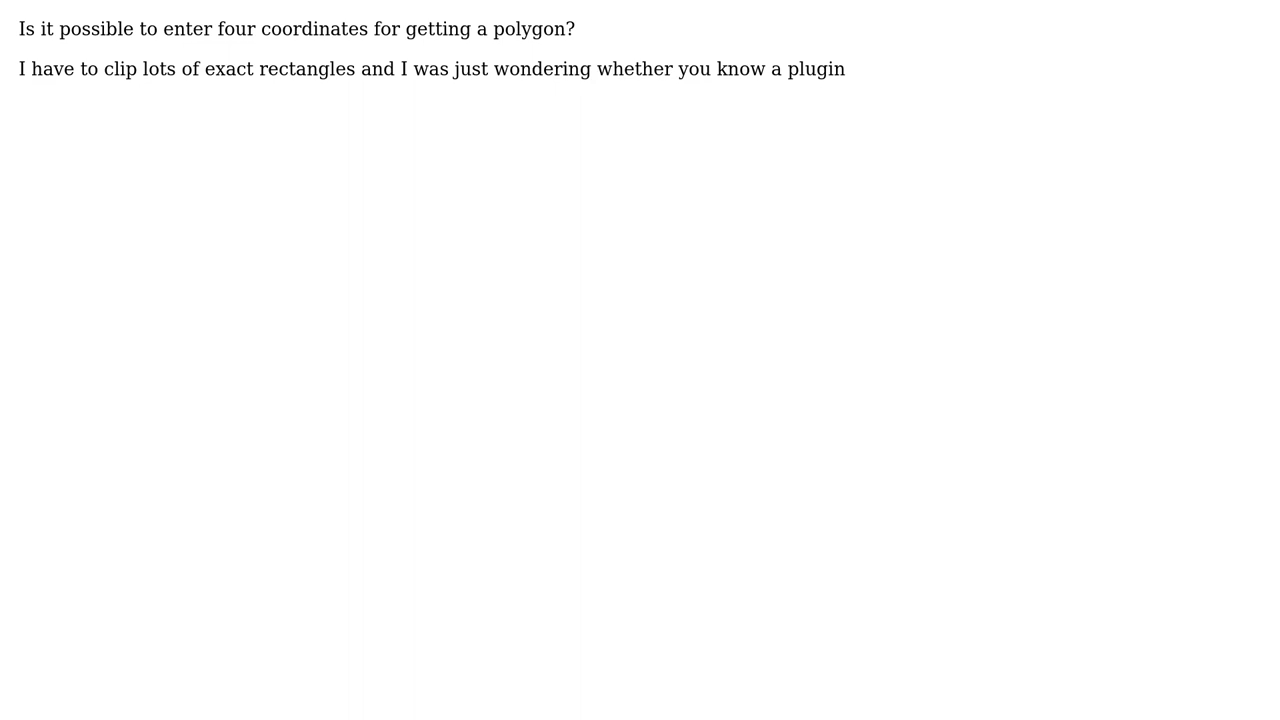 Is it possible to enter four coordinates for getting a polygon?
I have to clip lots of exact rectangles and I was just wondering whether you know a plugin